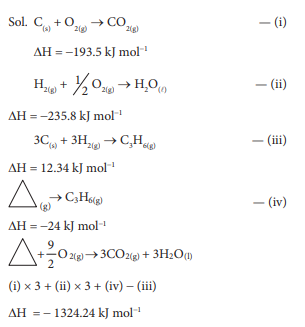 Sol. C(s) + O2(g) → CO2(g) — (i)
ΔH = –193.5 kJ mol–1
H2(g) + 1/2 O2(g) → H2O(ℓ) — (ii)
ΔH = –235.8 kJ mol–1
3C(s) + 3H2(g) → C3H6(g) — (iii)
ΔH = 12.34 kJ mol–1
(g) → C3H6(g) — (iv)
ΔH = –24 kJ mol–1
+ 9/2 O2(g) → 3CO2(g) + 3H2O(l)
(i) × 3 + (ii) × 3 + (iv) – (iii)
ΔH = – 1324.24 kJ mol–1